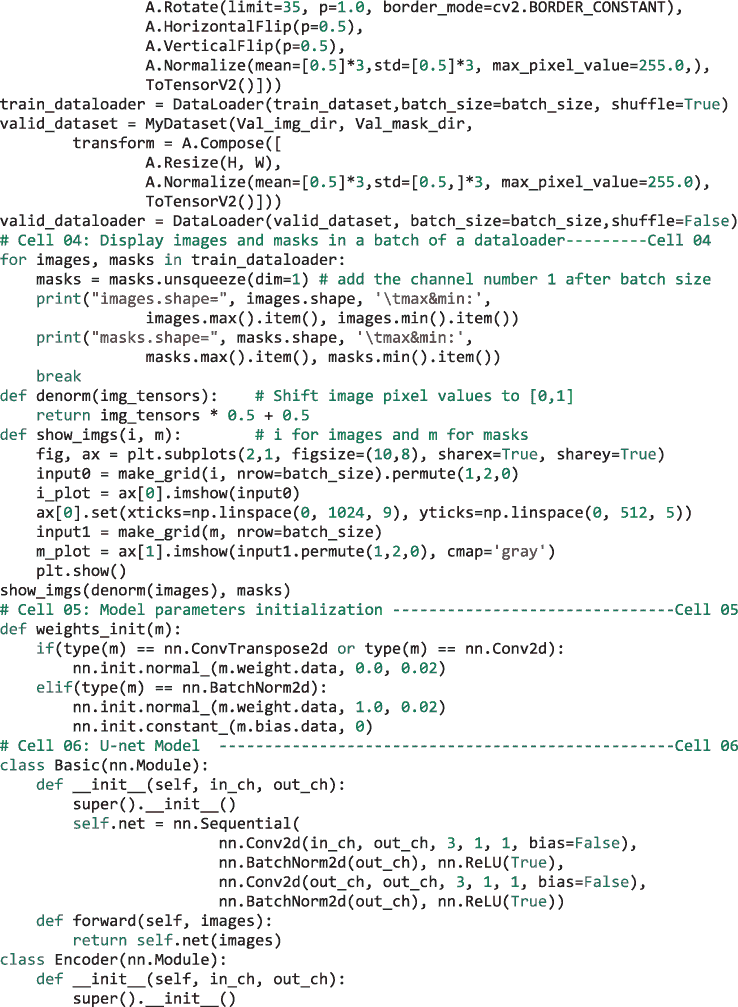 A.Rotate(limit=35, p=1.0, border_mode=cv2.BORDER_CONSTANT),
A.HorizontalFlip(p=0.5),
A.VerticalFlip(p=0.5),
A.Normalize(mean=[0.5]*3,std=[0.5]*3, max_pixel_value=255.0,),
ToTensorV2()]))
train_dataloader = DataLoader(train_dataset,batch_size=batch_size, shuffle=True)
valid_dataset = MyDataset(Val_img_dir, Val_mask_dir,
transform = A.Compose([
A.Resize(H, W),
A.Normalize(mean=[0.5]*3,std=[0.5,]*3, max_pixel_value=255.0),
ToTensorV2()]))
valid_dataloader = DataLoader(valid_dataset, batch_size=batch_size,shuffle=False)
# Cell 04: Display images and masks in a batch of a dataloader---------Cell 04
for images, masks in train_dataloader:
masks = masks.unsqueeze(dim=1) # add the channel number 1 after batch size
print("images.shape=", images.shape, '\tmax&min:',
images.max().item(), images.min().item())
print("masks.shape=", masks.shape, '\tmax&min:',
masks.max().item(), masks.min().item())
break
def denorm(img_tensors): # Shift image pixel values to [0,1]
return img_tensors * 0.5 + 0.5
def show_imgs(i, m): # i for images and m for masks
fig, ax = plt.subplots(2,1, figsize=(10,8), sharex=True, sharey=True)
input0 = make_grid(i, nrow=batch_size).permute(1,2,0)
i_plot = ax[0].imshow(input0)
ax[0].set(xticks=np.linspace(0, 1024, 9), yticks=np.linspace(0, 512, 5))
input1 = make_grid(m, nrow=batch_size)
m_plot = ax[1].imshow(input1.permute(1,2,0), cmap='gray')
plt.show()
show_imgs(denorm(images), masks)
# Cell 05: Model parameters initialization -------------------------------Cell 05
def weights_init(m):
if(type(m) == nn.ConvTranspose2d or type(m) == nn.Conv2d):
nn.init.normal_(m.weight.data, 0.0, 0.02)
elif(type(m) == nn.BatchNorm2d):
nn.init.normal_(m.weight.data, 1.0, 0.02)
nn.init.constant_(m.bias.data, 0)
# Cell 06: U-net Model --------------------------------------------------Cell 06
class Basic(nn.Module):
def __init__(self, in_ch, out_ch):
super().__init__()
self.net = nn.Sequential(
nn.Conv2d(in_ch, out_ch, 3, 1, 1, bias=False),
nn.BatchNorm2d(out_ch), nn.ReLU(True),
nn.Conv2d(out_ch, out_ch, 3, 1, 1, bias=False),
nn.BatchNorm2d(out_ch), nn.ReLU(True))
def forward(self, images):
return self.net(images)
class Encoder(nn.Module):
def __init__(self, in_ch, out_ch):
super().__init__()